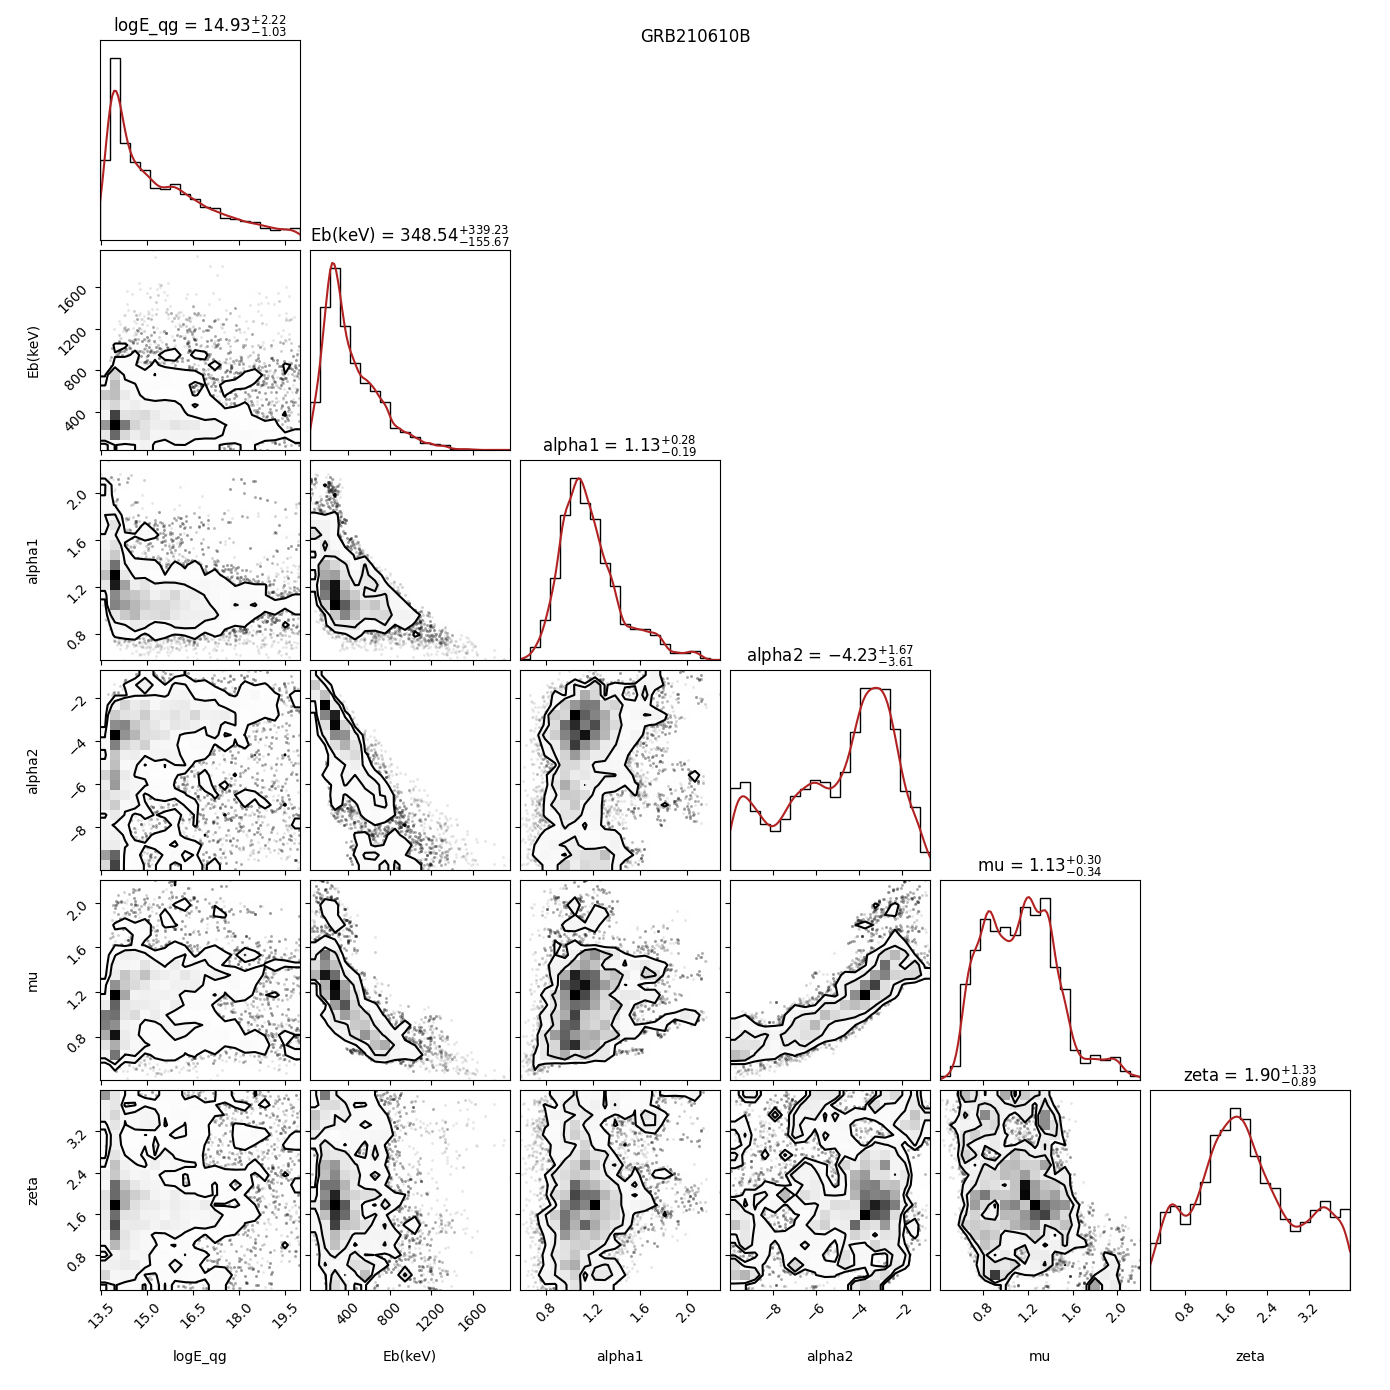 GRB210610B
logE_qg = 14.93+2.22 −1.03
Eb(keV) = 348.54+339.23 −155.67
Eb(keV)
1600
1200
800
400
alpha1 = 1.13+0.28 −0.19
alpha1
2.0
1.6
1.2
0.8
alpha2 = −4.23+1.67 −3.61
alpha2
−2
−4
−6
−8
mu = 1.13+0.30 −0.34
mu
2.0
1.6
1.2
0.8
zeta = 1.90+1.33 −0.89
zeta
3.2
2.4
1.6
0.8
13.5 15.0 16.5 18.0 19.5
400 800 1200 1600
0.8 1.2 1.6 2.0
−8 −6 −4 −2
0.8 1.2 1.6 2.0
0.8 1.6 2.4 3.2
logE_qg Eb(keV) alpha1 alpha2 mu zeta